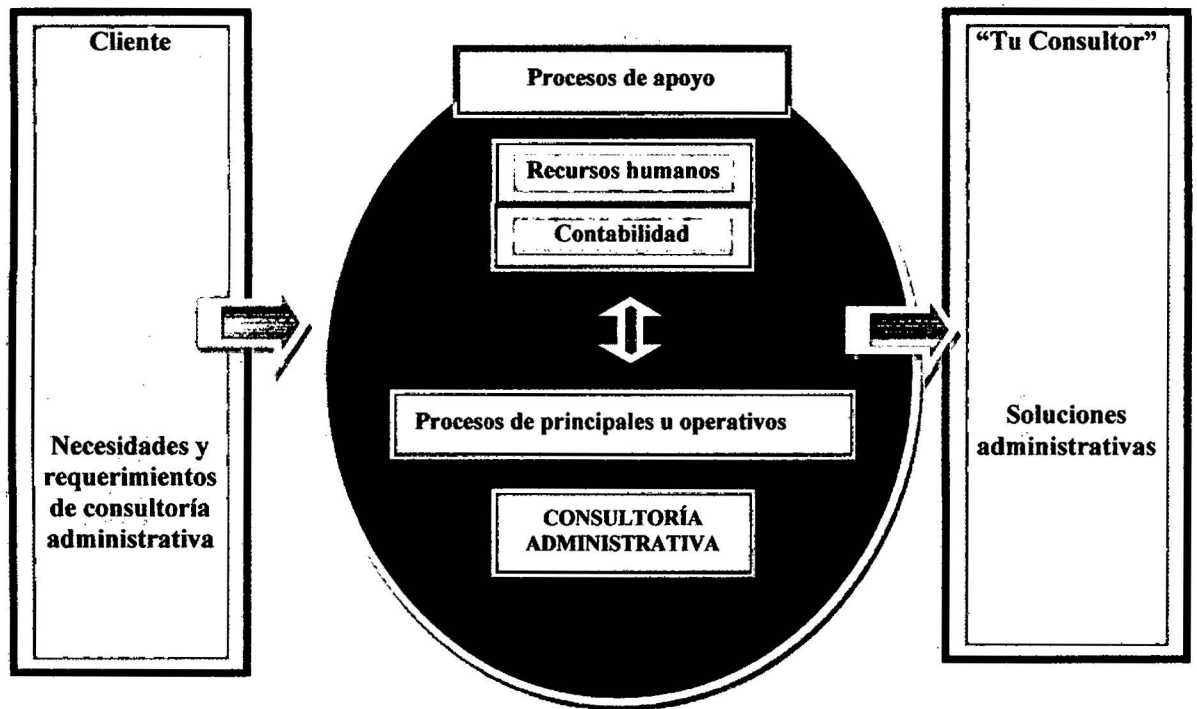 Cliente
Necesidades y
requerimientos
de consultoría
administrativa
Procesos de apoyo
Recursos humanos
Contabilidad
Procesos de principales u operativos
CONSULTORÍA
ADMINISTRATIVA
“Tu Consultor”
Soluciones
administrativas